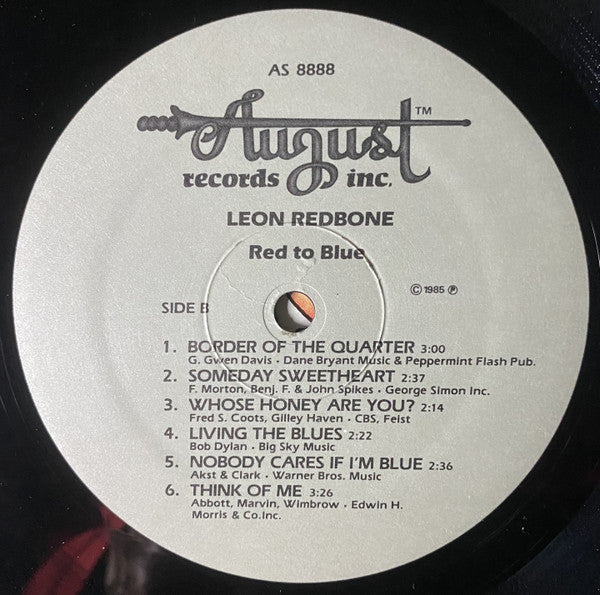 AS 8888
August™
records inc.
LEON REDBONE
Red to Blue
© 1985 ℗
SIDE B
1. BORDER OF THE QUARTER 3:00
G. Gwen Davis · Dane Bryant Music & Peppermint Flash Pub.
2. SOMEDAY SWEETHEART 2:37
F. Morton, Benj. F. & John Spikes · George Simon Inc.
3. WHOSE HONEY ARE YOU? 2:14
Fred S. Coots, Gilley Haven · CBS, Feist
4. LIVING THE BLUES 2:22
Bob Dylan · Big Sky Music
5. NOBODY CARES IF I'M BLUE 2:36
Akst & Clark · Warner Bros. Music
6. THINK OF ME 3:26
Abbott, Marvin, Wimbrow · Edwin H.
Morris & Co.Inc.